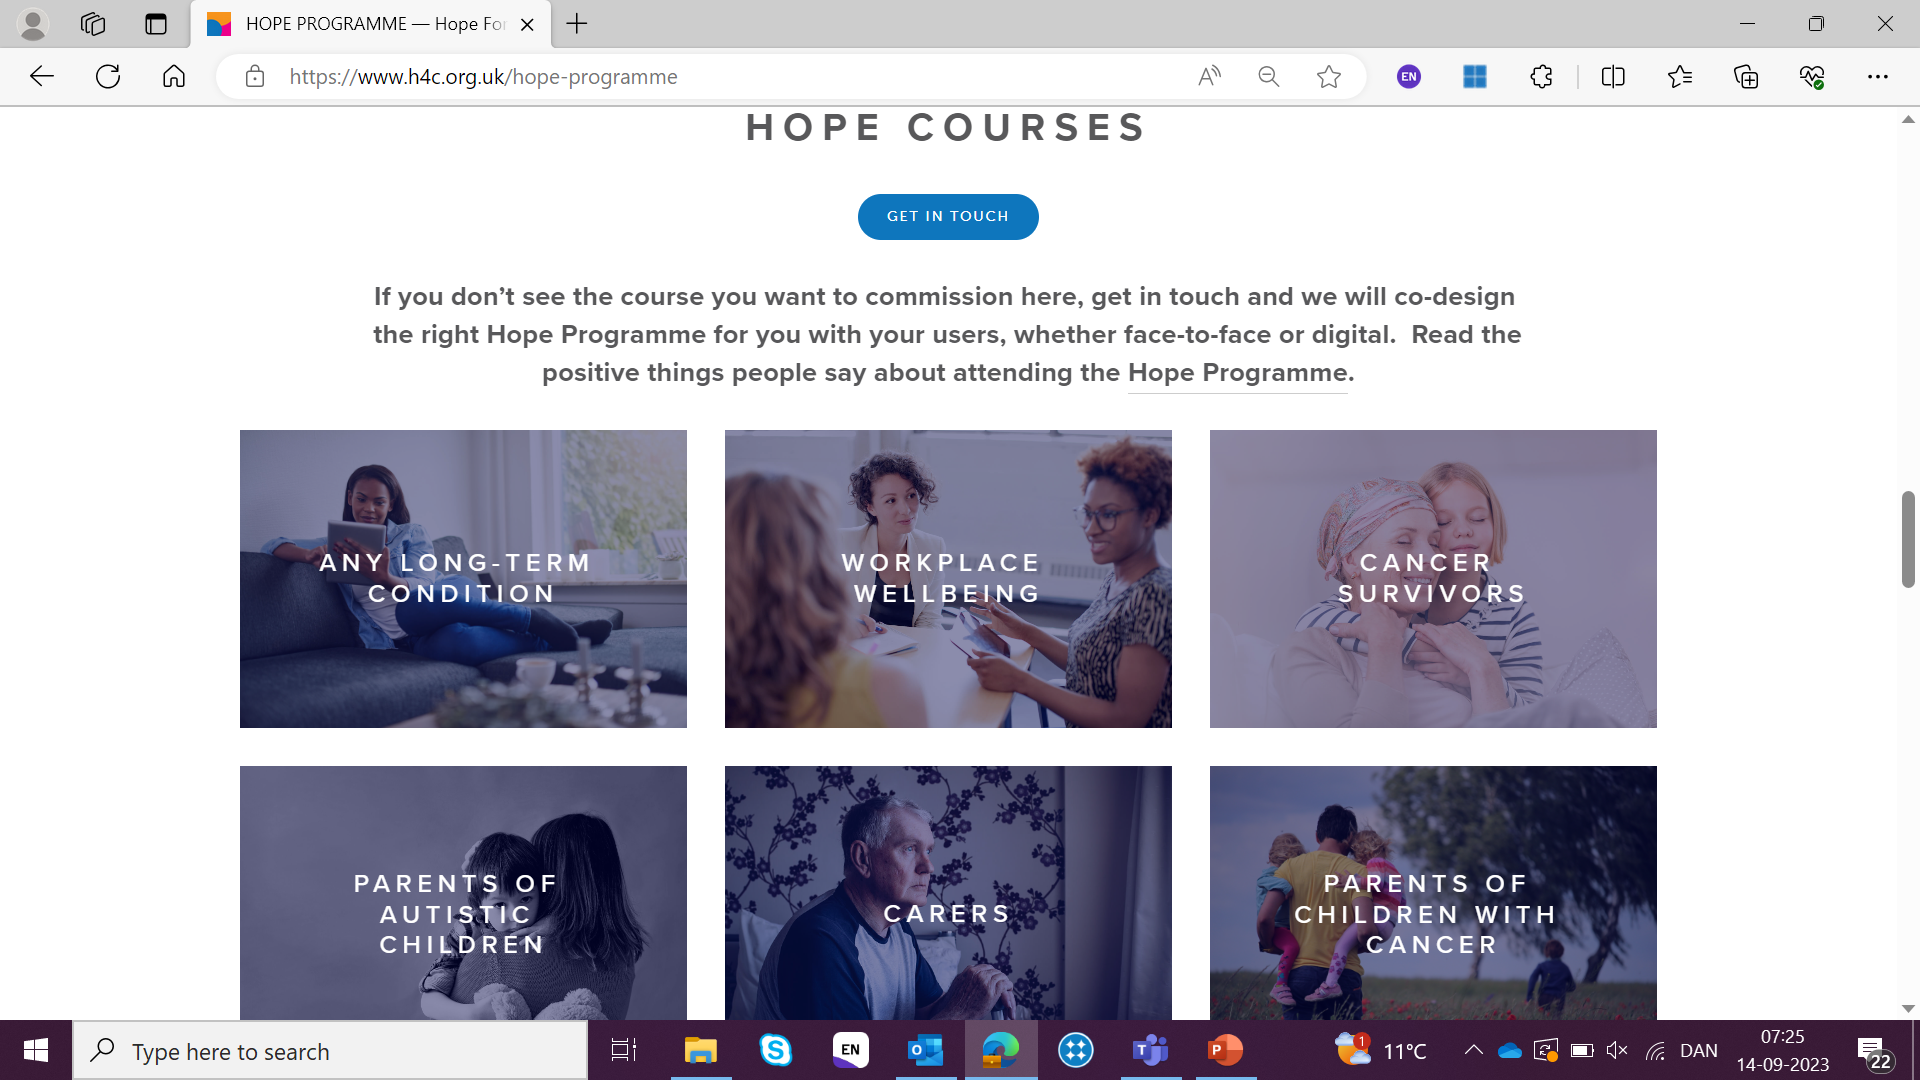 HOPE PROGRAMME — Hope For
https://www.h4c.org.uk/hope-programme
EN
HOPE COURSES
GET IN TOUCH
If you don’t see the course you want to commission here, get in touch and we will co-design
the right Hope Programme for you with your users, whether face-to-face or digital. Read the
positive things people say about attending the Hope Programme.
ANY LONG-TERM
CONDITION
WORKPLACE
WELLBEING
CANCER
SURVIVORS
PARENTS OF
AUTISTIC
CHILDREN
CARERS
PARENTS OF
CHILDREN WITH
CANCER
Type here to search
EN
1
11°C
DAN
07:25
14-09-2023
22